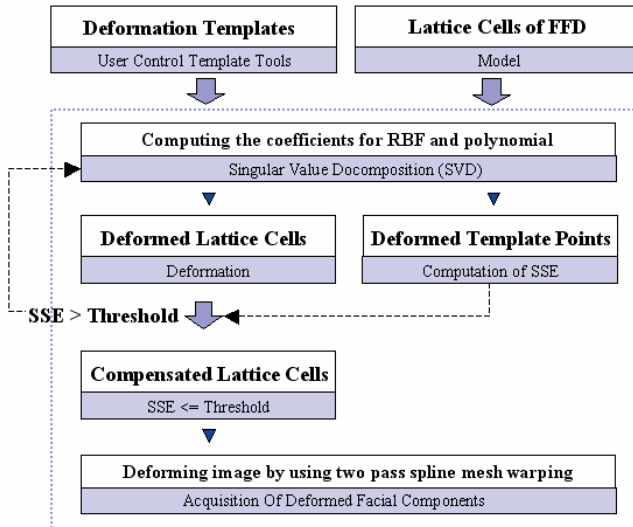 Deformation Templates
User Control Template Tools
Lattice Cells of FFD
Model
Computing the coefficients for RBF and polynomial
Singular Value Docomposition (SVD)
Deformed Lattice Cells
Deformation
Deformed Template Points
Computation of SSE
SSE > Threshold
Compensated Lattice Cells
SSE <= Threshold
Deforming image by using two pass spline mesh warping
Acquisition Of Deformed Facial Components